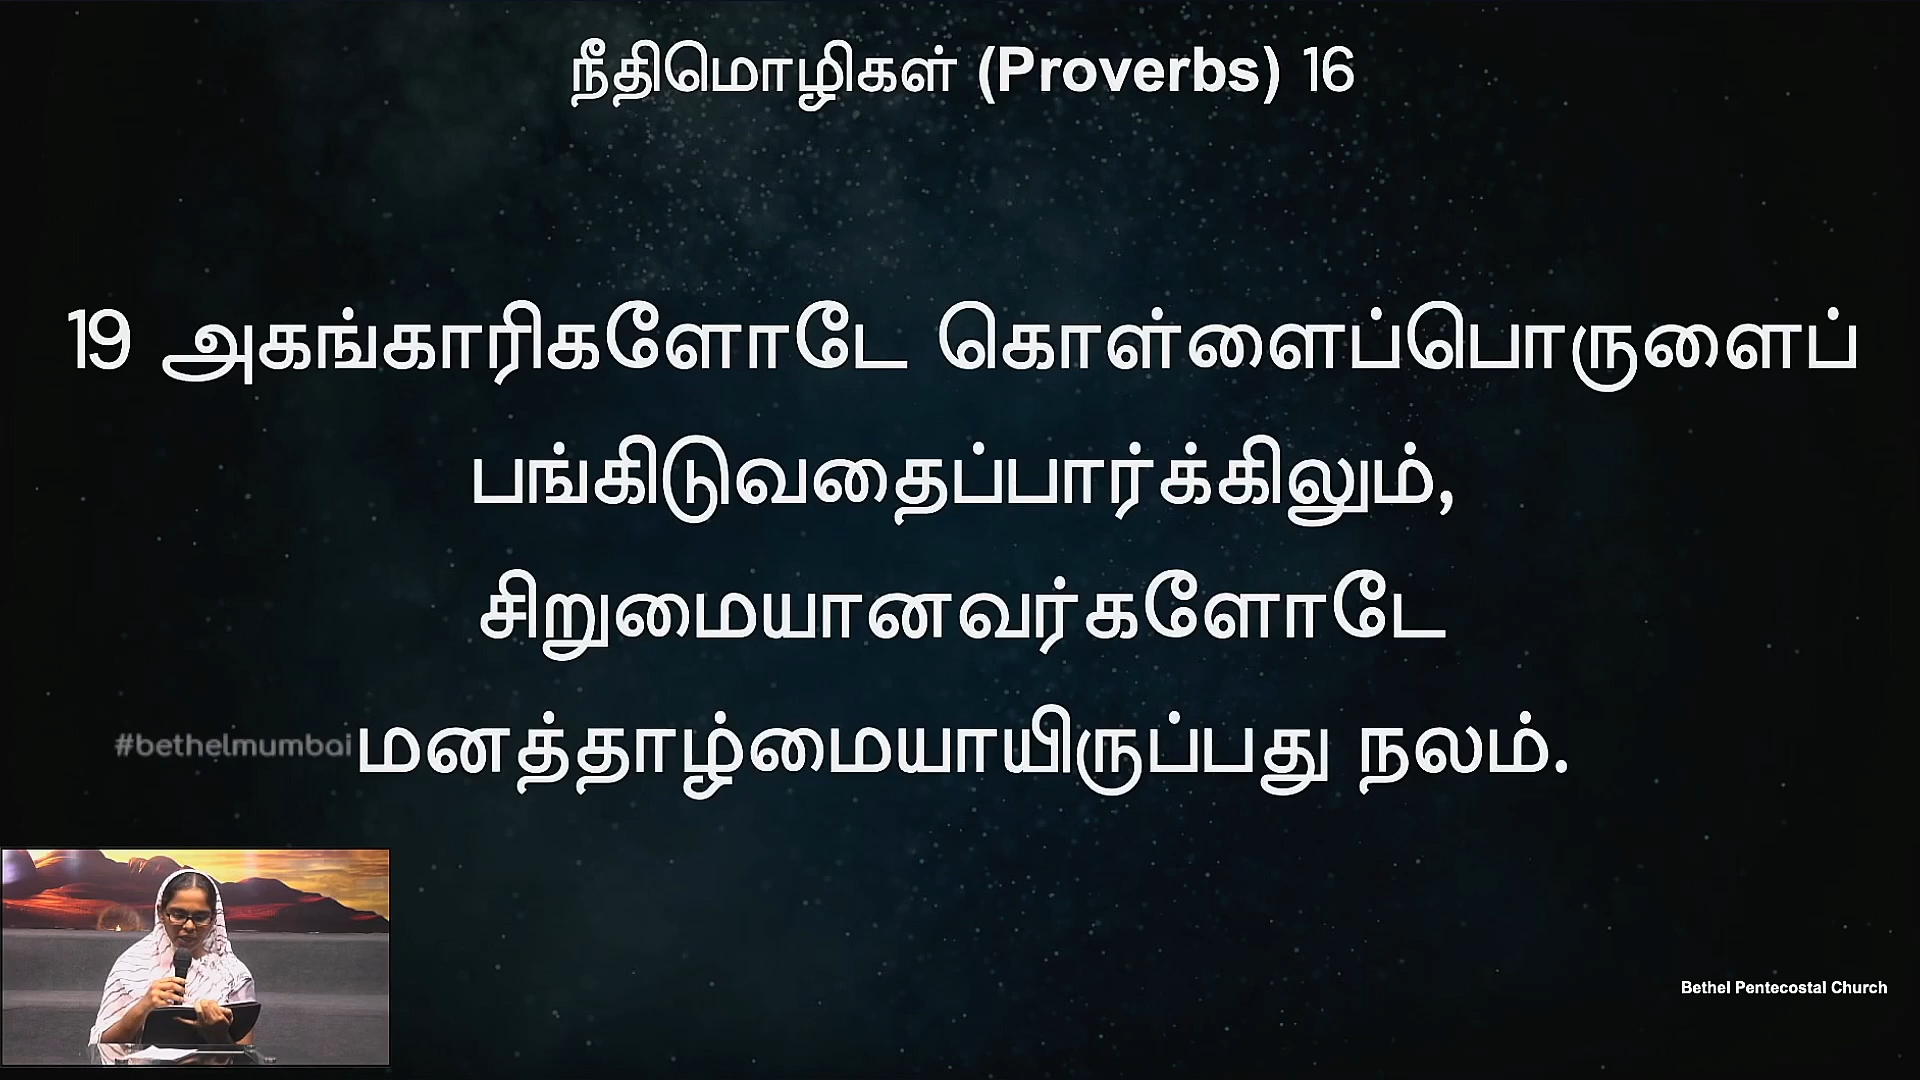 நீதிமொழிகள் (Proverbs) 16
19 அகங்காரிகளோடே கொள்ளைப்பொருளைப்
பங்கிடுவதைப்பார்க்கிலும்,
சிறுமையானவர்களோடே
மனத்தாழ்மையாயிருப்பது நலம்.
#bethelmumbai
Bethel Pentecostal Church